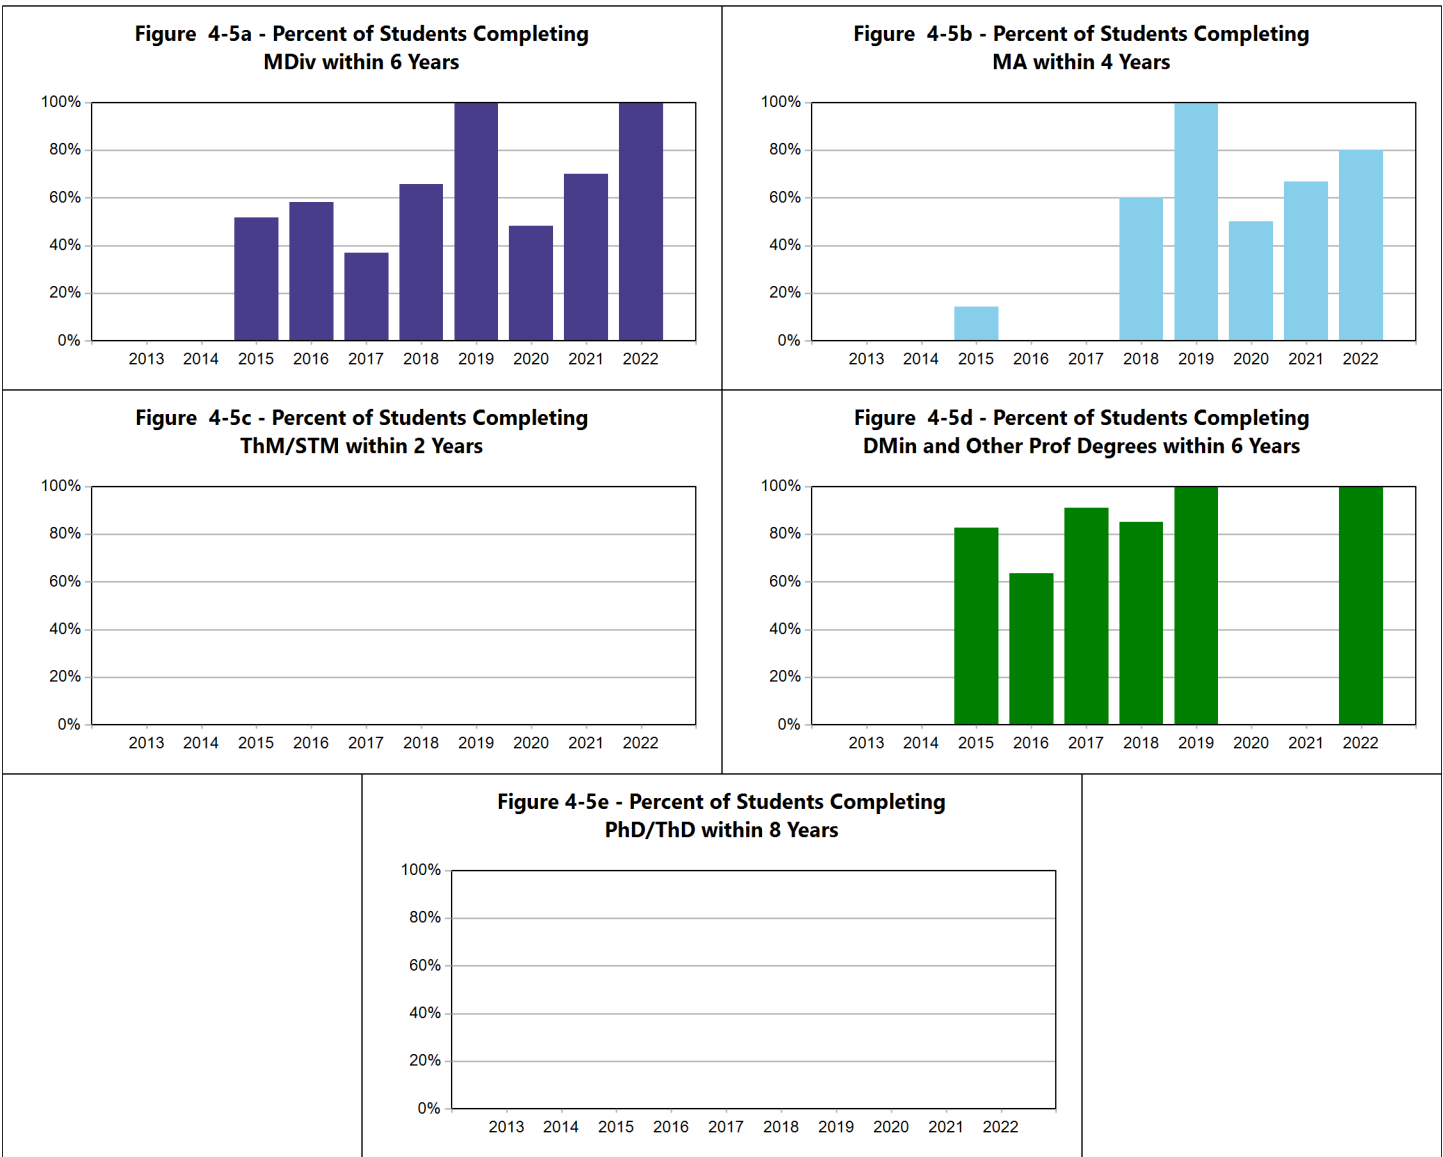 Figure  4-5a - Percent of Students Completing
MDiv within 6 Years
100%
80%
60%
40%
20%
0%
2013 2014 2015 2016 2017 2018 2019 2020 2021 2022
Figure  4-5b - Percent of Students Completing
MA within 4 Years
100%
80%
60%
40%
20%
0%
2013 2014 2015 2016 2017 2018 2019 2020 2021 2022
Figure  4-5c - Percent of Students Completing
ThM/STM within 2 Years
100%
80%
60%
40%
20%
0%
2013 2014 2015 2016 2017 2018 2019 2020 2021 2022
Figure  4-5d - Percent of Students Completing
DMin and Other Prof Degrees within 6 Years
100%
80%
60%
40%
20%
0%
2013 2014 2015 2016 2017 2018 2019 2020 2021 2022
Figure 4-5e - Percent of Students Completing
PhD/ThD within 8 Years
100%
80%
60%
40%
20%
0%
2013 2014 2015 2016 2017 2018 2019 2020 2021 2022